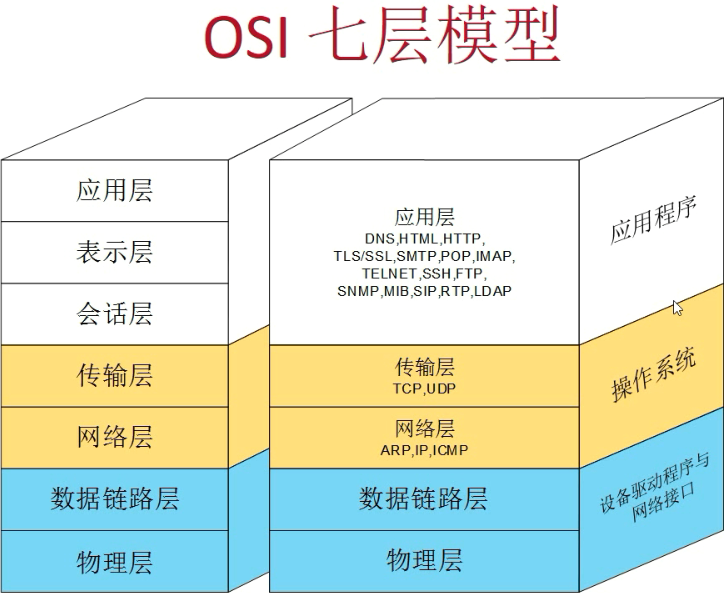 OSI 七层模型
应用层
表示层
会话层
传输层
网络层
数据链路层
物理层
应用层
DNS,HTML,HTTP,
TLS/SSL,SMTP,POP,IMAP,
TELNET,SSH,FTP,
SNMP,MIB,SIP,RTP,LDAP
传输层
TCP,UDP
网络层
ARP,IP,ICMP
数据链路层
物理层
应用程序
操作系统
设备驱动程序与
网络接口